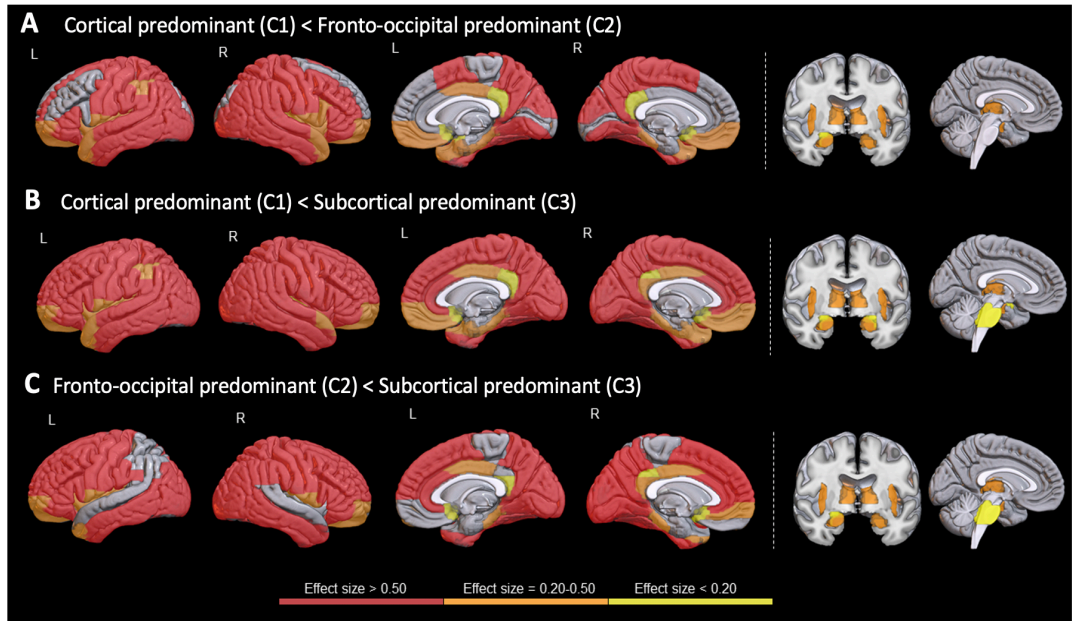 A Cortical predominant (C1) < Fronto-occipital predominant (C2)
L R L R
B Cortical predominant (C1) < Subcortical predominant (C3)
L R L R
C Fronto-occipital predominant (C2) < Subcortical predominant (C3)
L R L R
Effect size > 0.50 Effect size = 0.20-0.50 Effect size < 0.20